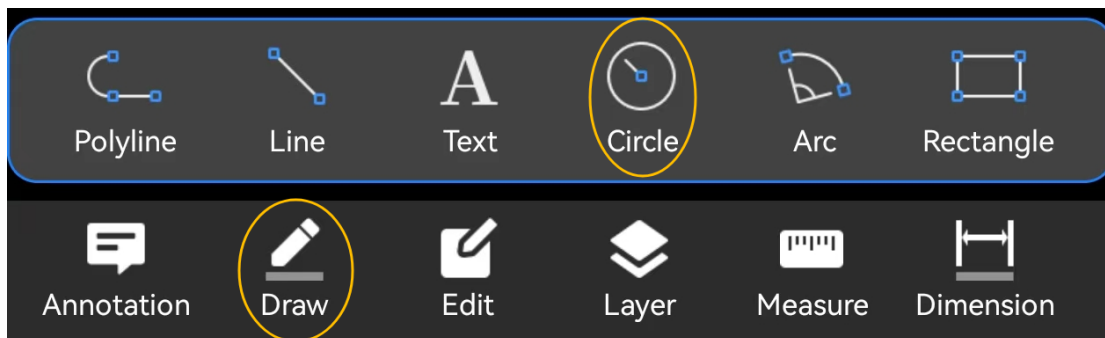 Polyline Line Text Circle Arc Rectangle
Annotation Draw Edit Layer Measure Dimension